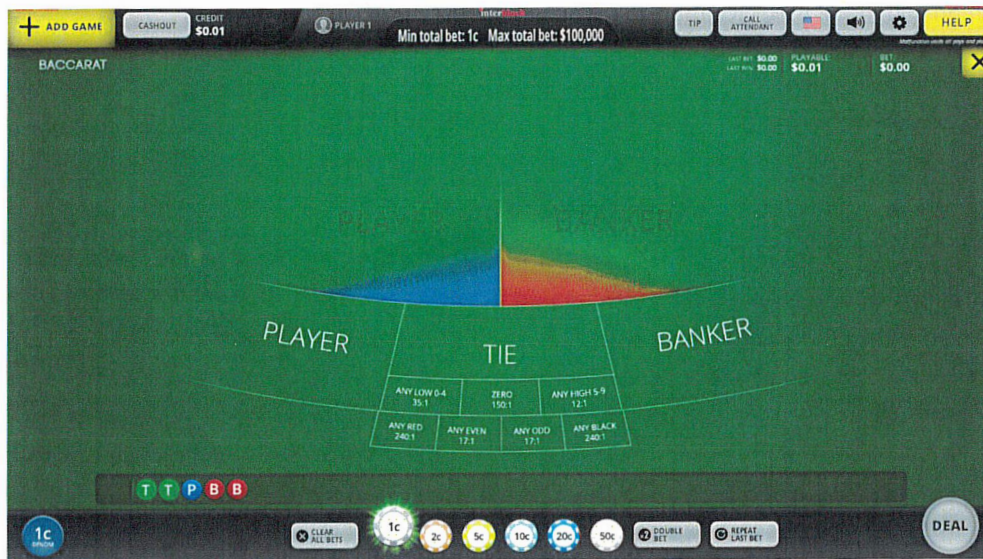 ADD GAME
CASHOUT
CREDIT
$0.01
PLAYER 1
interblock
Min total bet: 1c Max total bet: $100,000
TIP
CALL
ATTENDANT
HELP
BACCARAT
LAST BET: $0.00
LAST WIN: $0.00
PLAYABLE:
$0.01
BET:
$0.00
PLAYER
BANKER
PLAYER
TIE
BANKER
ANY LOW 0-4
35:1
ZERO
150:1
ANY HIGH 5-9
12:1
ANY RED
240:1
ANY EVEN
17:1
ANY ODD
17:1
ANY BLACK
240:1
T T P B B
1c
CLEAR
ALL BETS
1c
2c
5c
10c
20c
50c
x2
DOUBLE
BET
REPEAT
LAST BET
DEAL